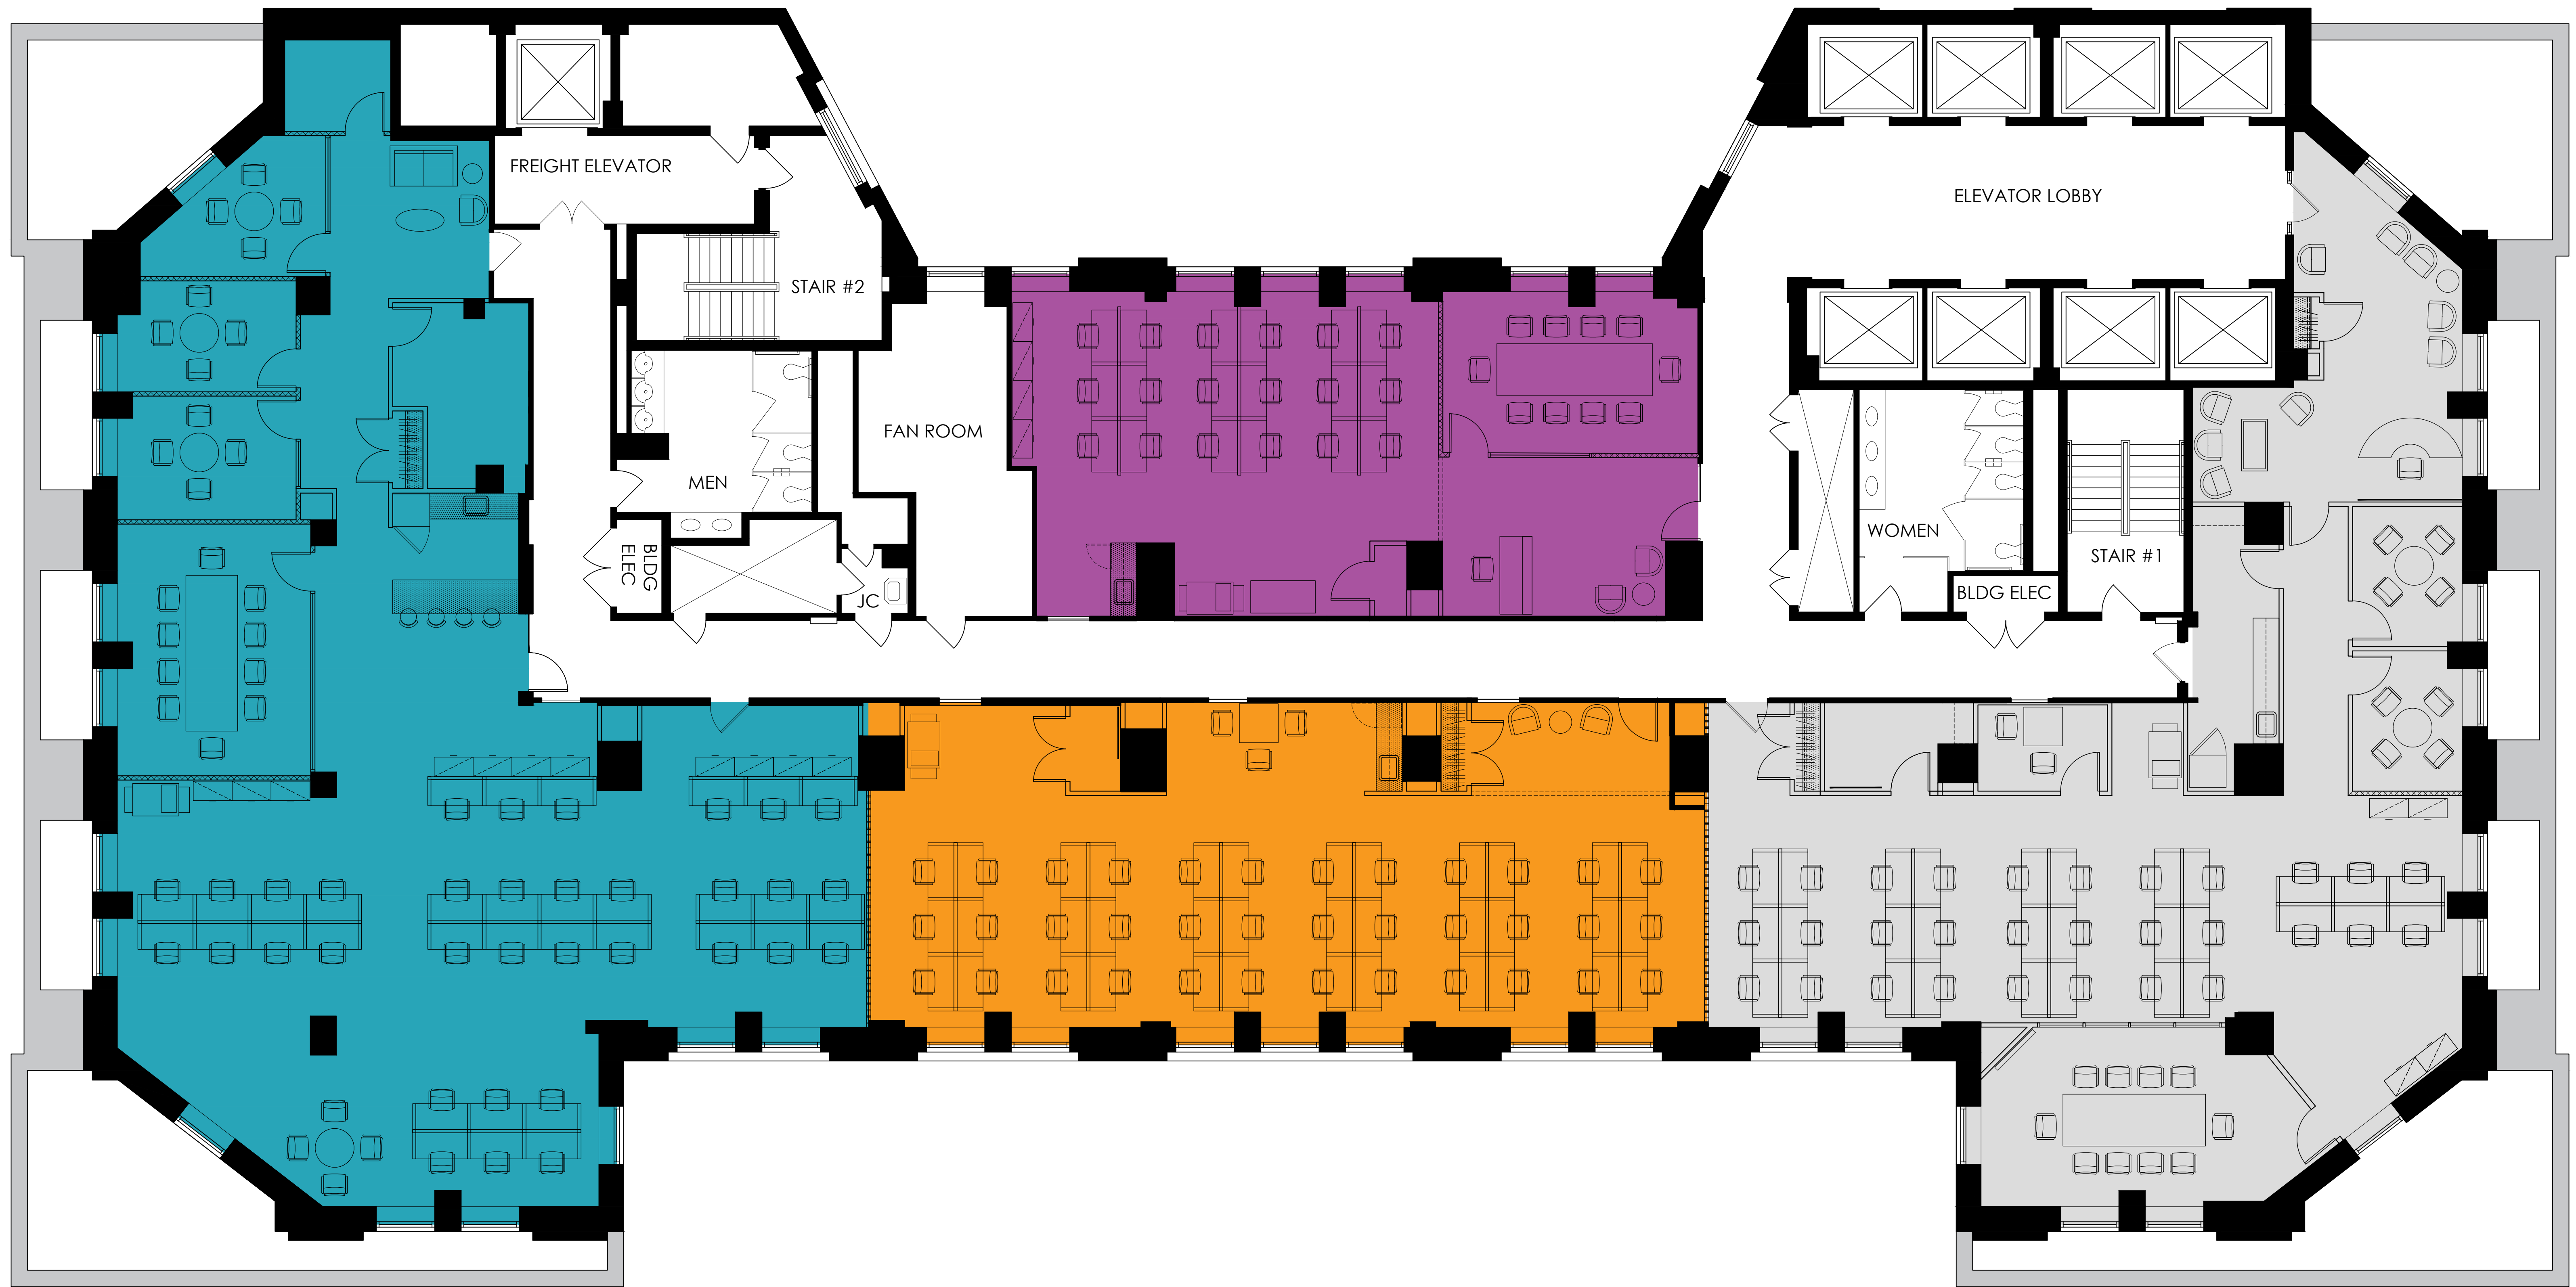 FREIGHT ELEVATOR
ELEVATOR LOBBY
STAIR #2
FAN ROOM
MEN
WOMEN
BLDG
ELEC
STAIR #1
JC
BLDG ELEC